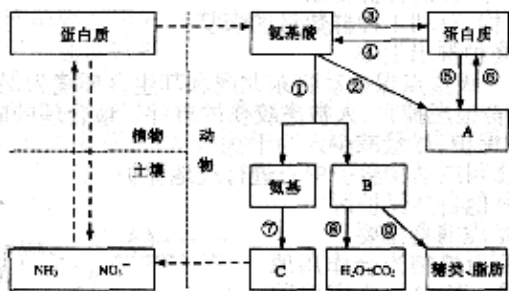 蛋白质 氨基酸 ③ 蛋白质
④
① ② ⑤ ⑥
植物 动 A
土壤 物
氨基 B
⑦ ⑧ ⑨
NH₃ NO₃⁻ C H₂O+CO₂ 糖类、脂肪